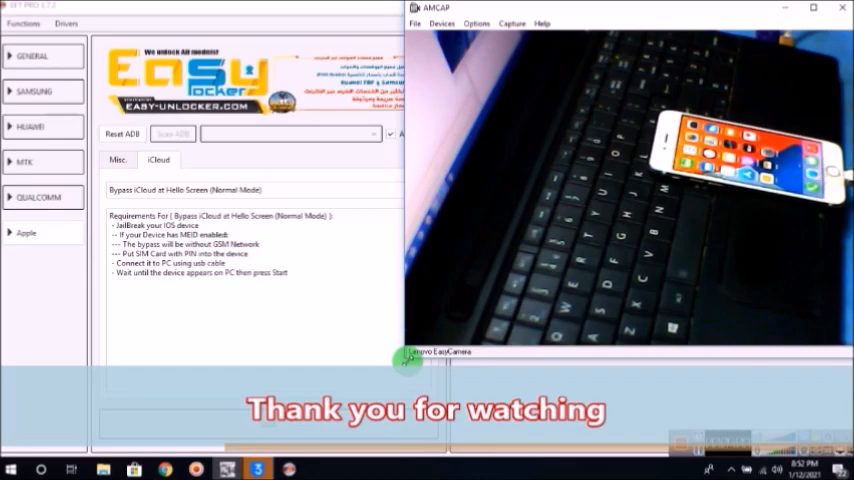 EFT PRO 1.7.2
AMCAP
Functions Drivers
File Devices Options Capture Help
GENERAL
SAMSUNG
HUAWEI
MTK
QUALCOMM
Apple
We unlock All models!
Easy
EASY-UNLOCKER.COM
Reset ADB Scan ADB
Misc. iCloud
Bypass iCloud at Hello Screen (Normal Mode)
Requirements For ( Bypass iCloud at Hello Screen (Normal Mode) ):
- JailBreak your IOS device
-- If your Device has MEID enabled:
--- The bypass will be without GSM Network
--- Put SIM Card with PIN into the device
- Connect it to PC using usb cable
- Wait until the device appears on PC then press Start
Lenovo EasyCamera
Thank you for watching
8:52 PM
1/12/2021